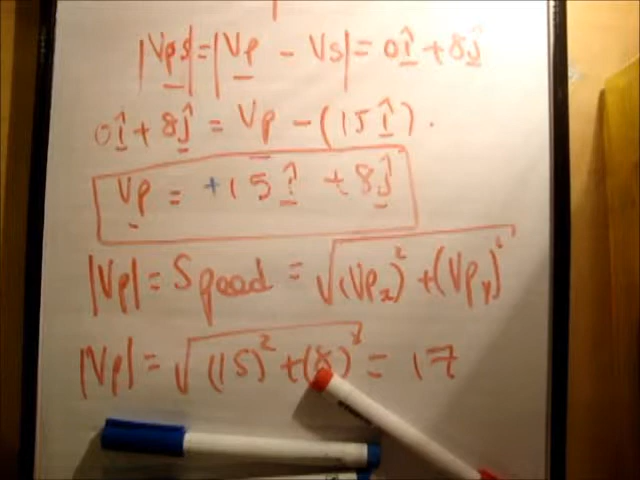 |Vps| = |Vp - Vs| = 0î + 8ĵ
0î + 8ĵ = Vp - (15î).
Vp = +15î + 8ĵ
|Vp| = Speed = √(Vpx)² + (Vpy)²
|Vp| = √(15)² + (8)² = 17